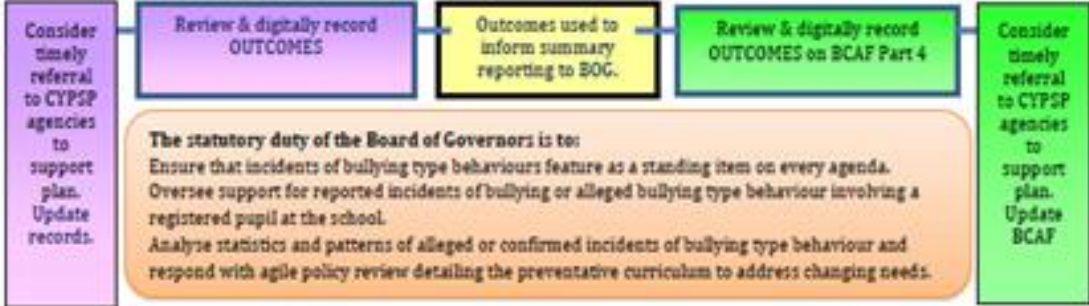 Consider
timely
referral
to CYPSP
agencies
to
support
plan.
Update
records.
Review & digitally record
OUTCOMES
Outcomes used to
inform summary
reporting to BOG.
Review & digitally record
OUTCOMES on BCAF Part 4
Consider
timely
referral
to CYPSP
agencies
to
support
plan.
Update
BCAF
The statutory duty of the Board of Governors is to:
Ensure that incidents of bullying type behaviours feature as a standing item on every agenda.
Oversee support for reported incidents of bullying or alleged bullying type behaviour involving a
registered pupil at the school.
Analyse statistics and patterns of alleged or confirmed incidents of bullying type behaviour and
respond with agile policy review detailing the preventative curriculum to address changing needs.